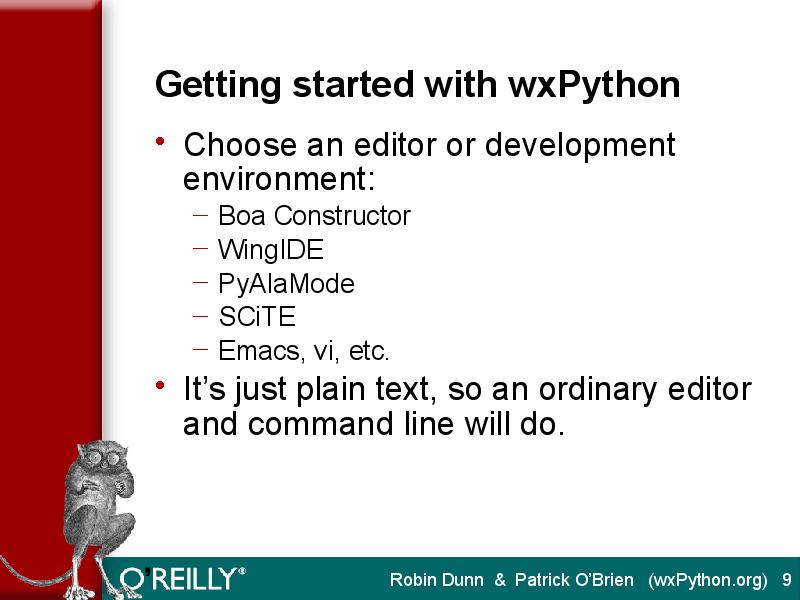 Getting started with wxPython
• Choose an editor or development
environment:
– Boa Constructor
– WingIDE
– PyAlaMode
– SCiTE
– Emacs, vi, etc.
• It’s just plain text, so an ordinary editor
and command line will do.
O’REILLY® Robin Dunn & Patrick O’Brien (wxPython.org) 9